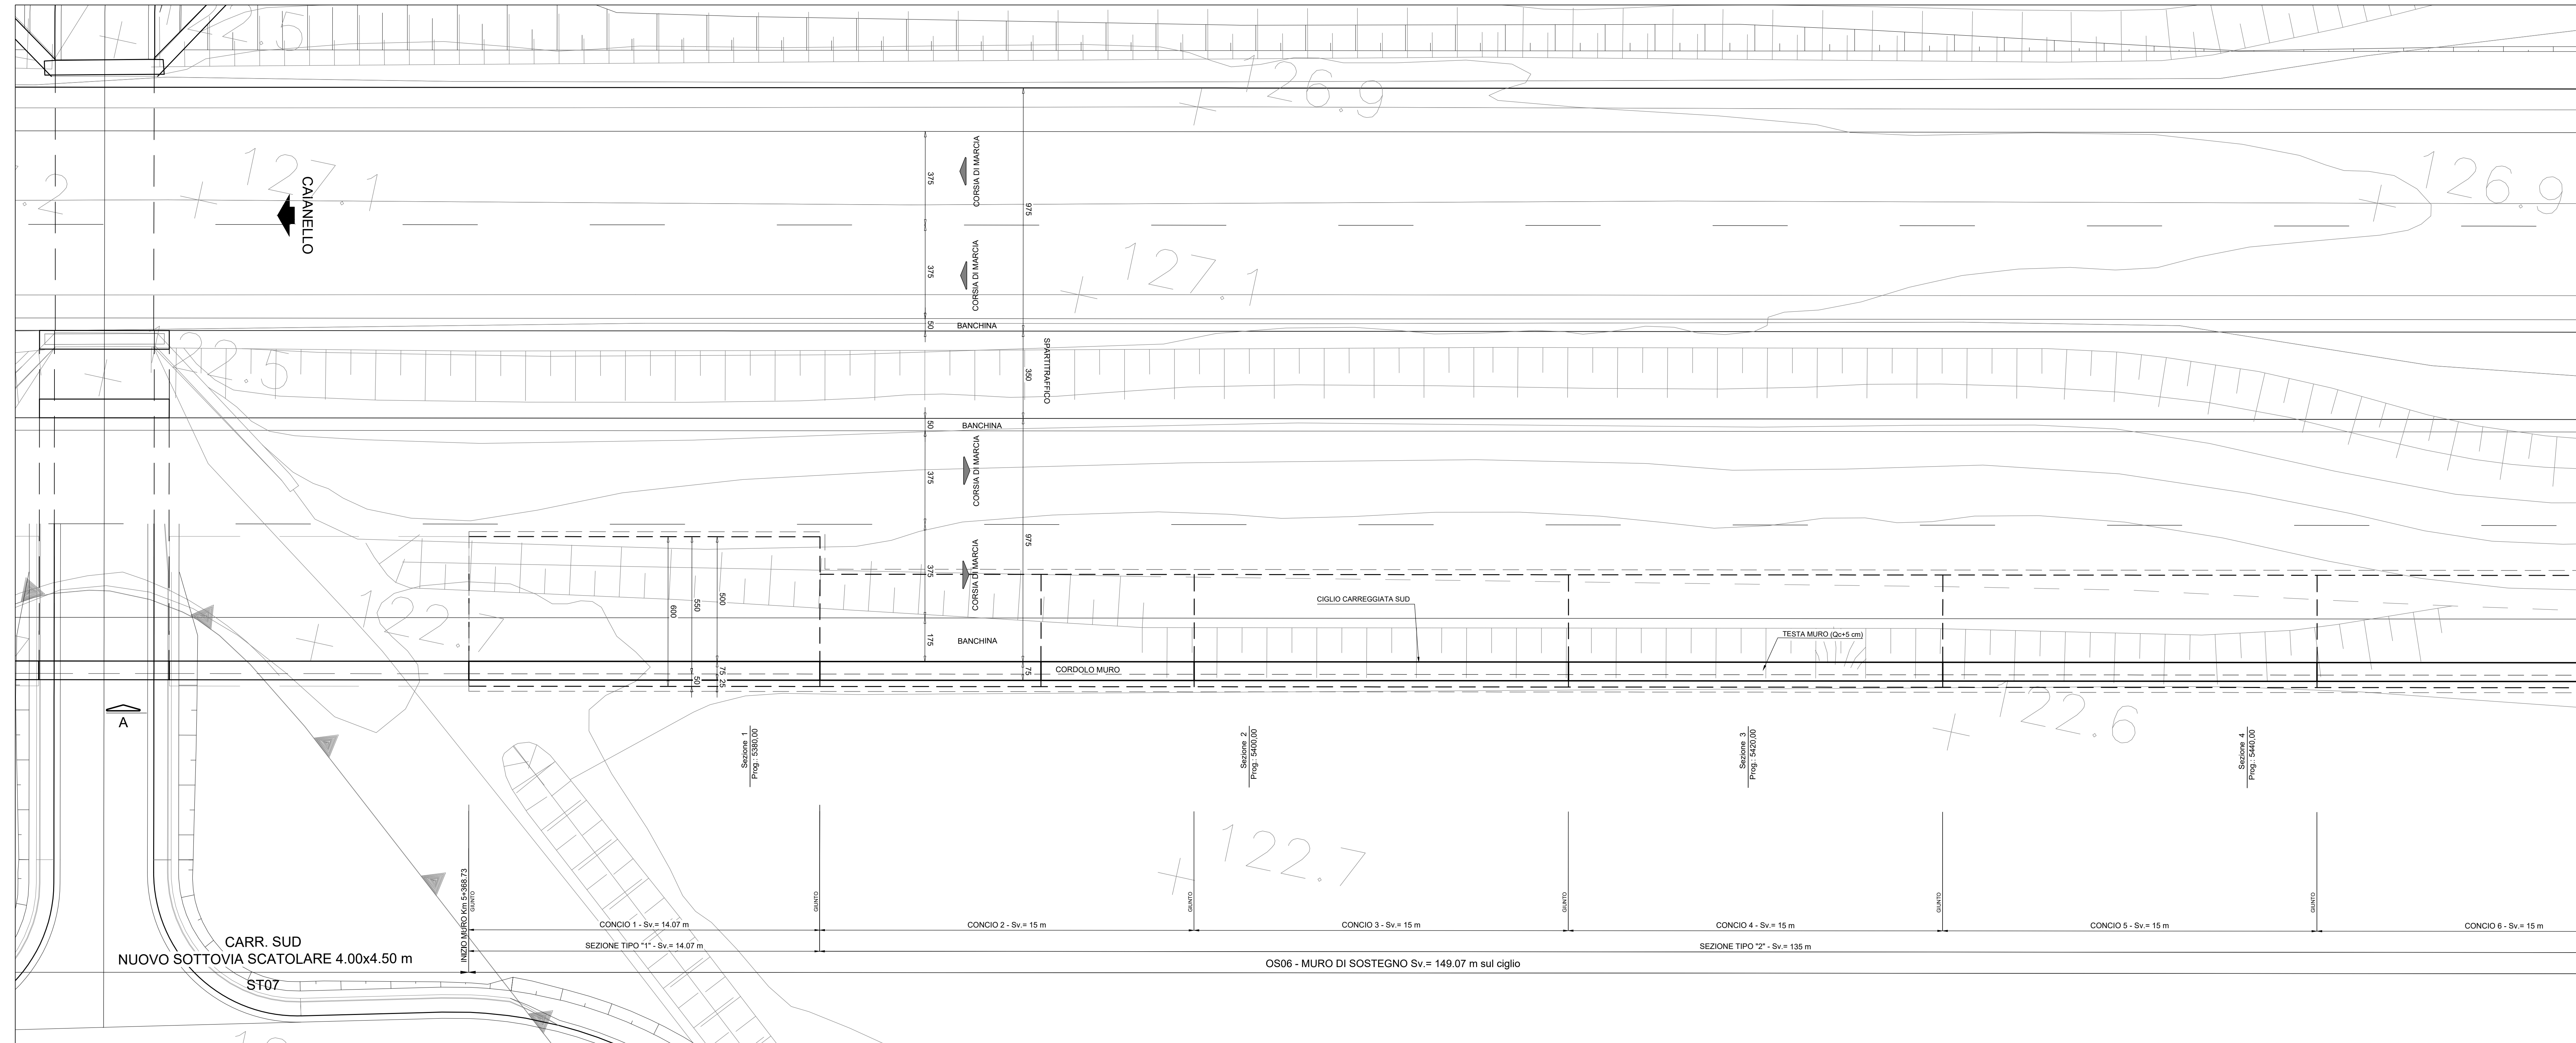 126.9
127.1
CAIANELLO
126.9
127.1
375
CORSIA DI MARCIA
975
375
CORSIA DI MARCIA
50
BANCHINA
SPARTITRAFFICO
350
50
BANCHINA
375
CORSIA DI MARCIA
975
375
CORSIA DI MARCIA
175
BANCHINA
75
CORDOLO MURO
600
550
500
50
75
25
122.7
CIGLIO CARREGGIATA SUD
TESTA MURO (Qc+5 cm)
122.6
122.7
A
Sezione 1
Prog.: 5380,00
Sezione 2
Prog.: 5400,00
Sezione 3
Prog.: 5420,00
Sezione 4
Prog.: 5440,00
INIZIO MURO Km 5+368.73
GIUNTO
GIUNTO
GIUNTO
GIUNTO
GIUNTO
GIUNTO
CONCIO 1 - Sv.= 14.07 m
CONCIO 2 - Sv.= 15 m
CONCIO 3 - Sv.= 15 m
CONCIO 4 - Sv.= 15 m
CONCIO 5 - Sv.= 15 m
CONCIO 6 - Sv.= 15 m
SEZIONE TIPO "1" - Sv.= 14.07 m
SEZIONE TIPO "2" - Sv.= 135 m
OS06 - MURO DI SOSTEGNO Sv.= 149.07 m sul ciglio
CARR. SUD
NUOVO SOTTOVIA SCATOLARE 4.00x4.50 m
ST07